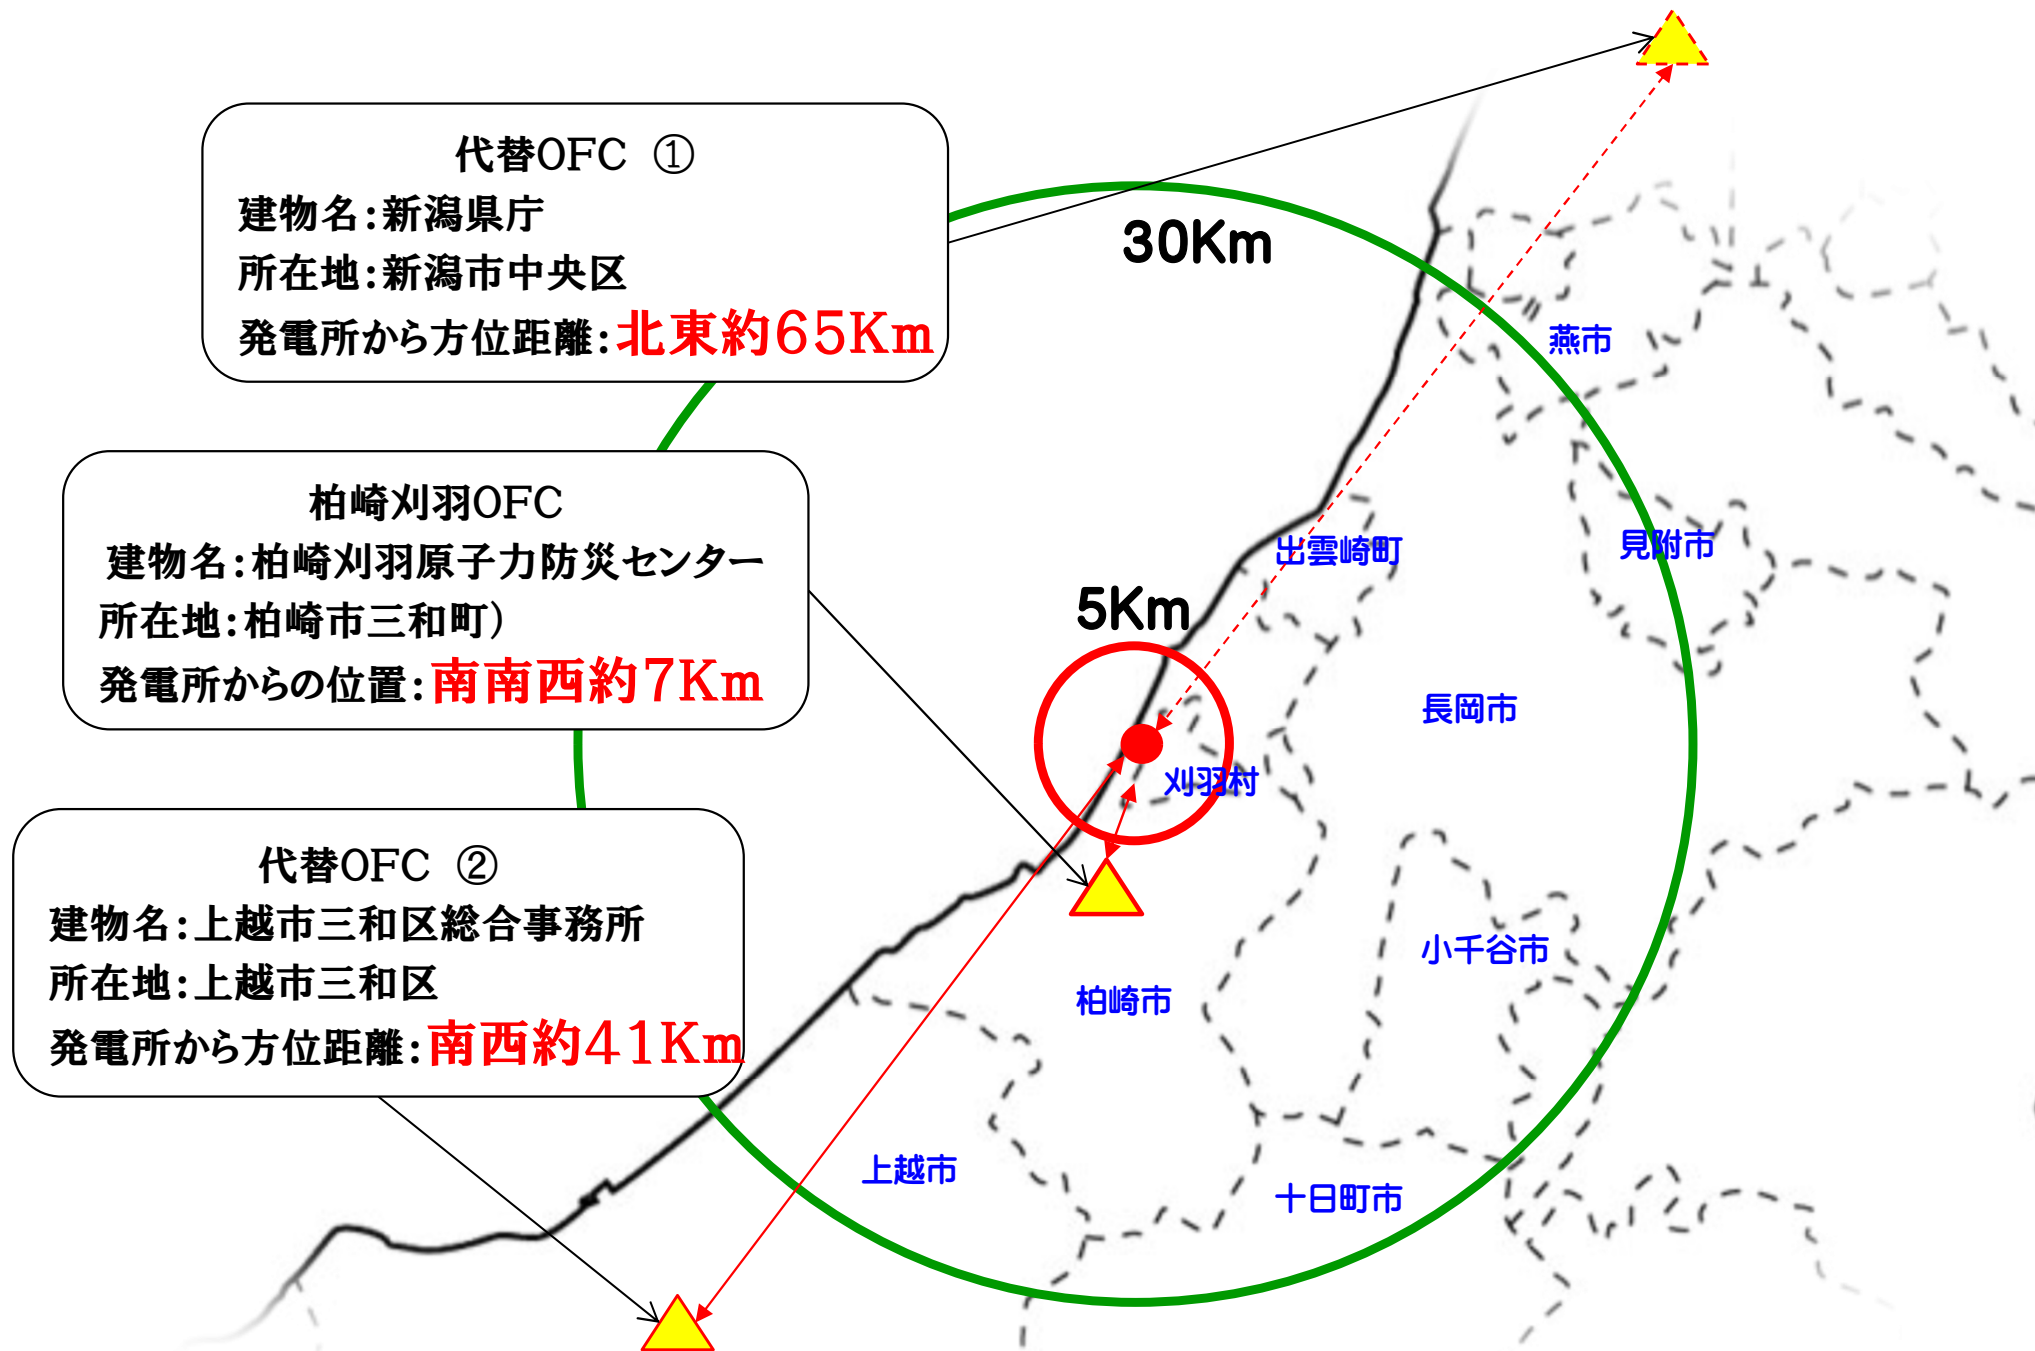 代替OFC ①
建物名：新潟県庁
所在地：新潟市中央区
発電所から方位距離：北東約65Km
30Km
燕市
柏崎刈羽OFC
建物名：柏崎刈羽原子力防災センター
所在地：柏崎市三和町）
発電所からの位置：南南西約7Km
出雲崎町
見附市
5Km
長岡市
刈羽村
代替OFC ②
建物名：上越市三和区総合事務所
所在地：上越市三和区
発電所から方位距離：南西約41Km
小千谷市
柏崎市
上越市
十日町市